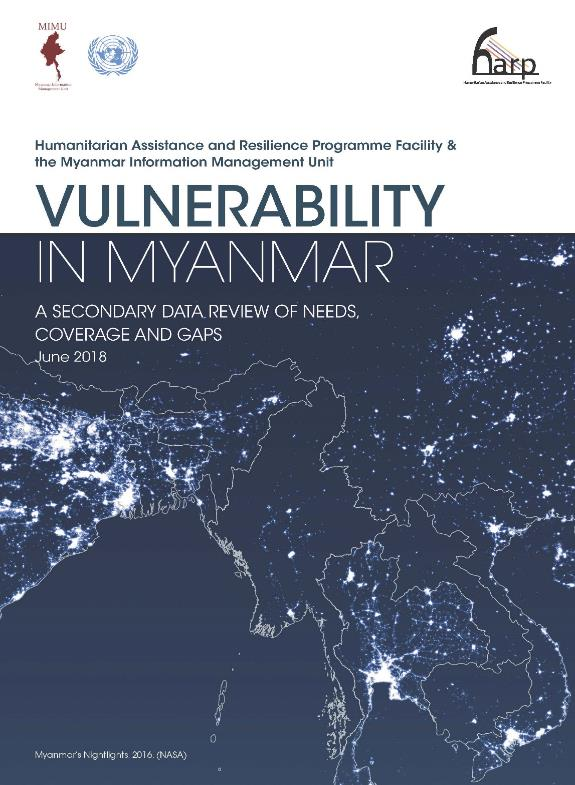 MIMU
Myanmar Information
Management Unit
harp
Humanitarian Assistance and Resilience Programme Facility
Humanitarian Assistance and Resilience Programme Facility &
the Myanmar Information Management Unit
VULNERABILITY
IN MYANMAR
A SECONDARY DATA REVIEW OF NEEDS,
COVERAGE AND GAPS
June 2018
Myanmar's Nightlights, 2016, (NASA)